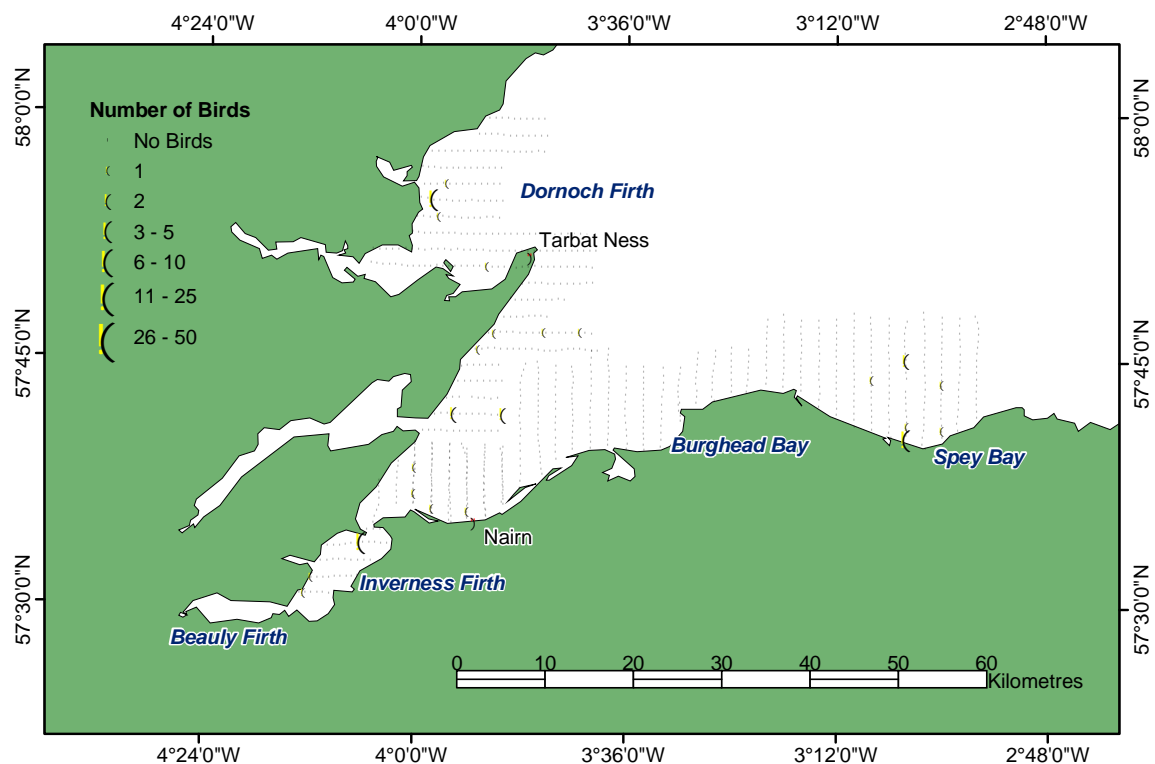 4°24'0"W 4°0'0"W 3°36'0"W 3°12'0"W 2°48'0"W
58°0'0"N
58°0'0"N
Number of Birds
No Birds
1
2
3 - 5
6 - 10
11 - 25
26 - 50
Dornoch Firth
Tarbat Ness
57°45'0"N
57°45'0"N
Burghead Bay
Spey Bay
Nairn
57°30'0"N
57°30'0"N
Inverness Firth
Beauly Firth
0 10 20 30 40 50 60
Kilometres
4°24'0"W 4°0'0"W 3°36'0"W 3°12'0"W 2°48'0"W